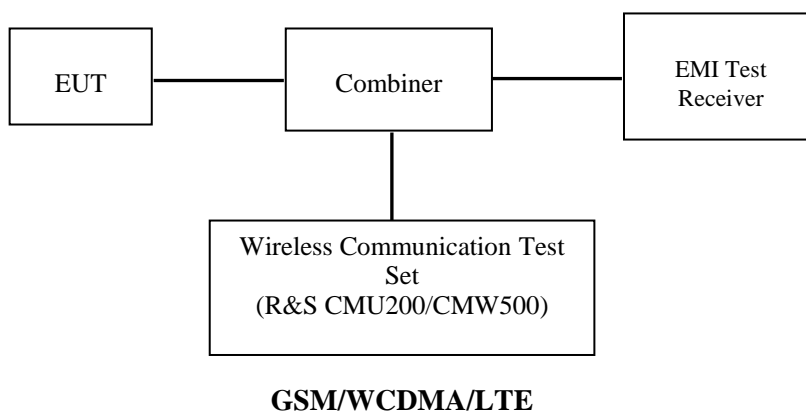 EUT
Combiner
EMI Test
Receiver
Wireless Communication Test
Set
(R&S CMU200/CMW500)
GSM/WCDMA/LTE